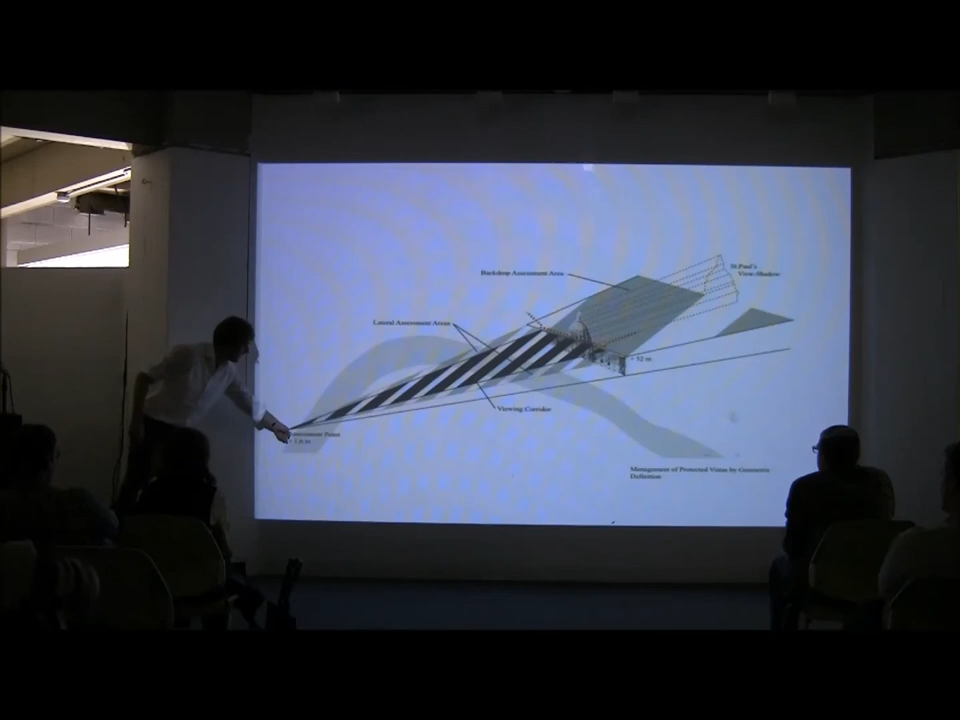 Backdrop Assessment Area
St Paul's
View-Shadow
Lateral Assessment Areas
52 m
Viewing Corridor
Assessment Point
Management of Protected Vistas by Geometric
Definition